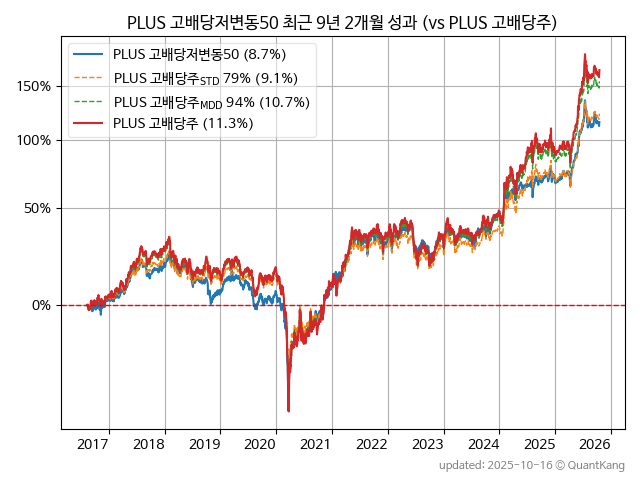 PLUS 고배당저변동50 최근 9년 2개월 성과 (vs PLUS 고배당주)
PLUS 고배당저변동50 (8.7%)
PLUS 고배당주STD 79% (9.1%)
PLUS 고배당주MDD 94% (10.7%)
PLUS 고배당주 (11.3%)
150%
100%
50%
0%
2017 2018 2019 2020 2021 2022 2023 2024 2025 2026
updated: 2025-10-16 © QuantKang